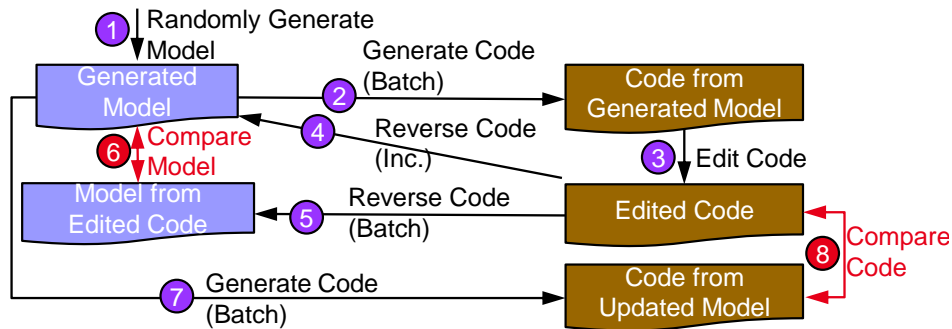 1 Randomly Generate
Model
Generated
Model
2 Generate Code
(Batch)
Code from
Generated Model
3 Edit Code
4 Reverse Code
(Inc.)
6 Compare
Model
Model from
Edited Code
5 Reverse Code
(Batch)
Edited Code
8 Compare
Code
7 Generate Code
(Batch)
Code from
Updated Model